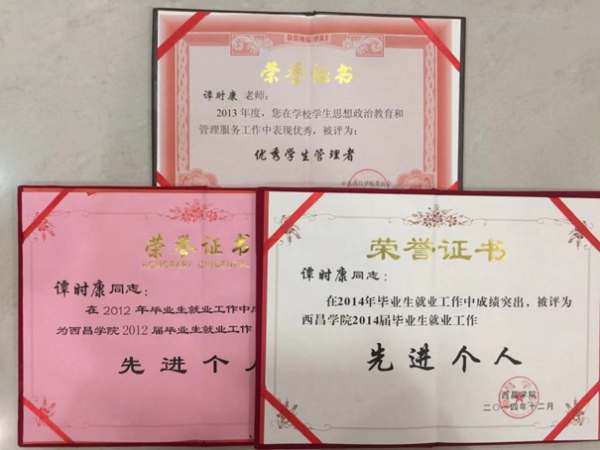 DONG PAI
荣誉证书
谭时康 老师:
2013 年度，您在学校学生思想政治教育和
管理服务工作中表现优秀，被评为:
优秀学生管理者
荣誉证书
谭时康同志:
在 2012 年毕业生就业工作中成
为西昌学院 2012 届毕业生就业工作
先进个人
荣誉证书
谭时康同志:
在2014年毕业生就业工作中成绩突出，被评为
西昌学院2014届毕业生就业工作
先进个人
西昌学院
二〇一四年十二月